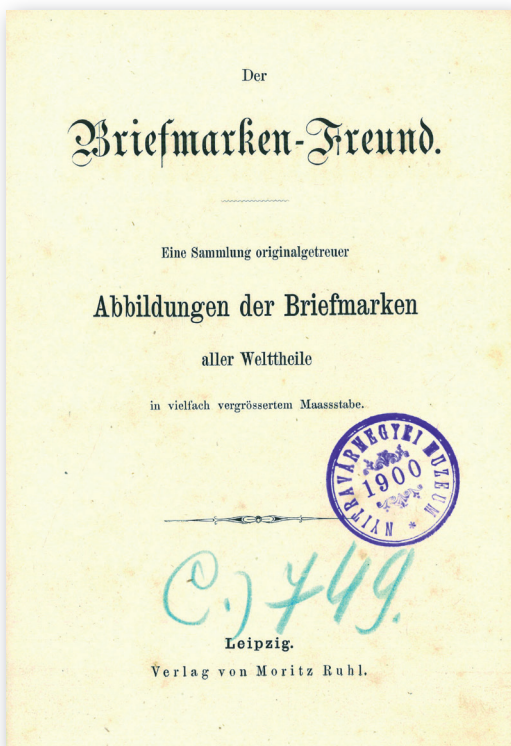 Der
Briefmarken-Freund.
Eine Sammlung originalgetreuer
Abbildungen der Briefmarken
aller Welttheile
in vielfach vergrössertem Maassstabe.
NYITRAVÁRMEGYEI MUZEUM *
1900
C.) 749.
Leipzig.
Verlag von Moritz Ruhl.